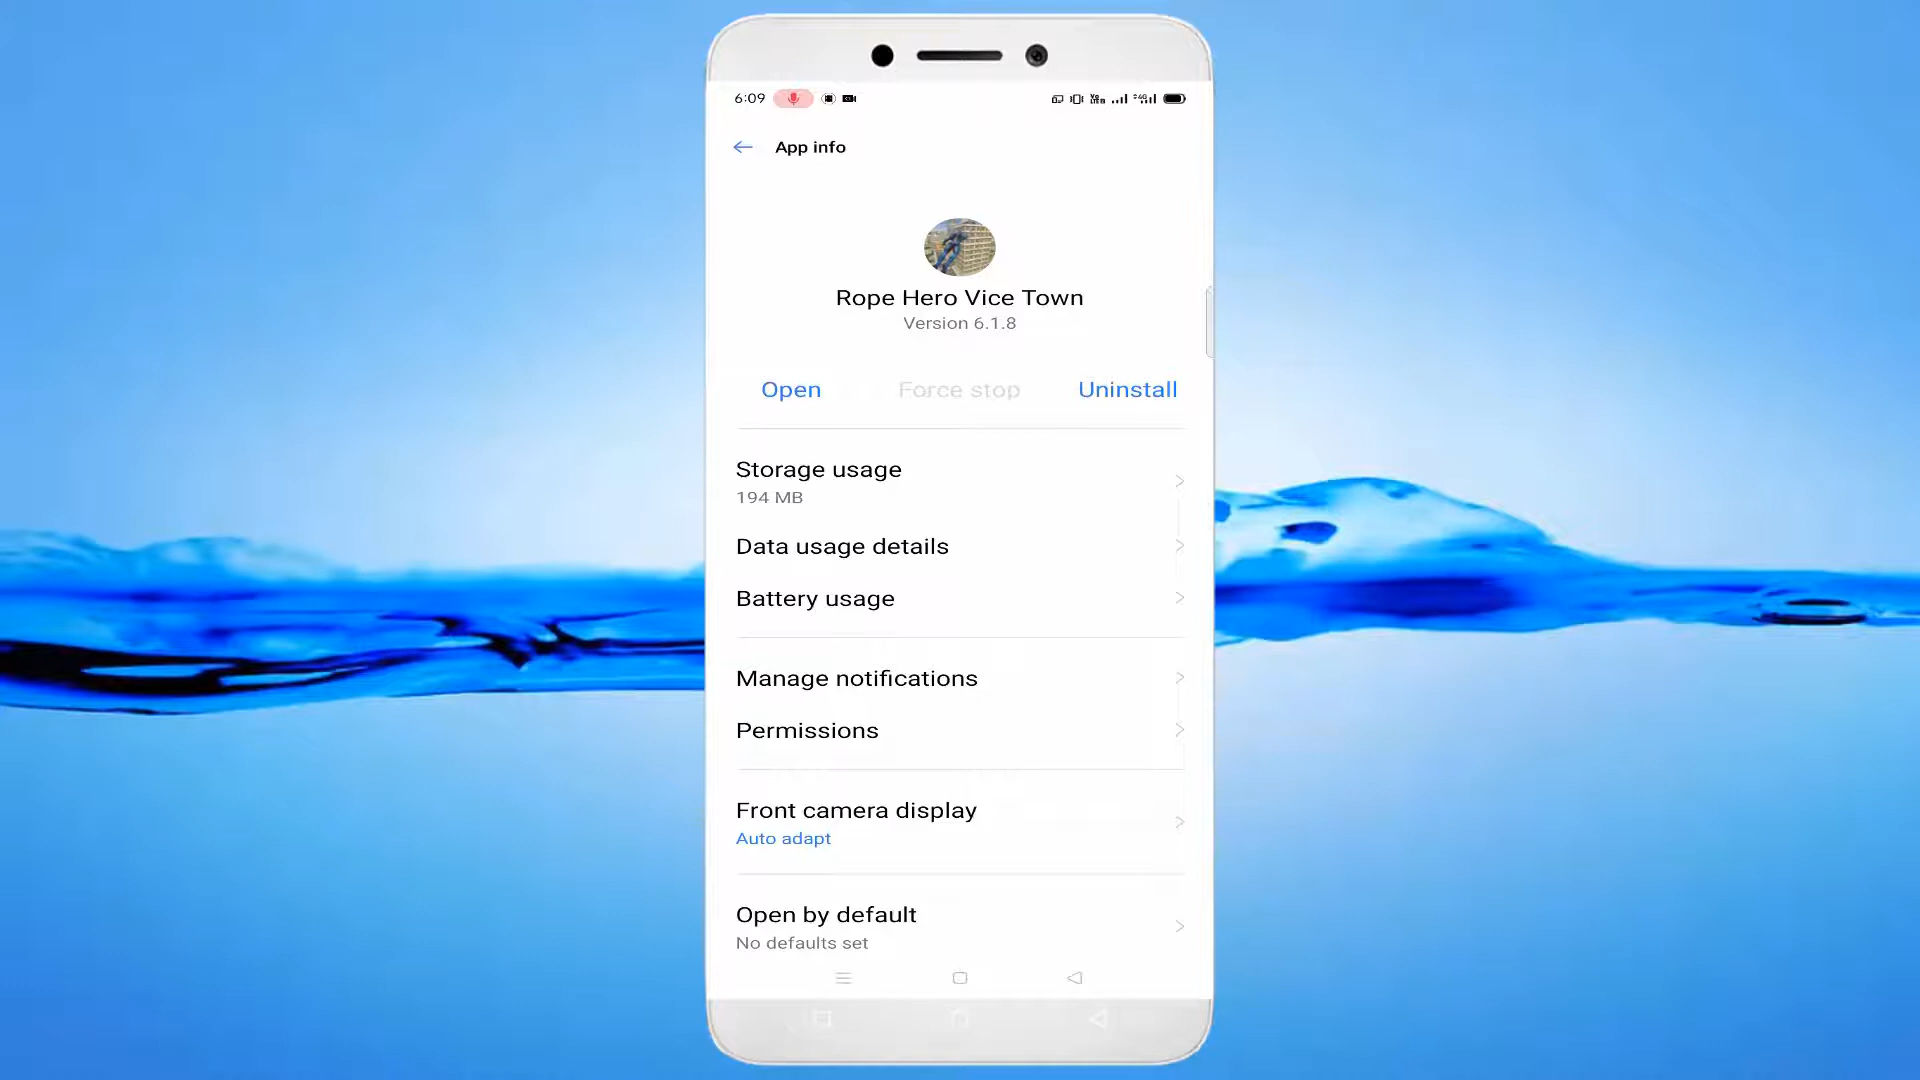 6:09
App info
Rope Hero Vice Town
Version 6.1.8
Open
Force stop
Uninstall
Storage usage
194 MB
Data usage details
Battery usage
Manage notifications
Permissions
Front camera display
Auto adapt
Open by default
No defaults set